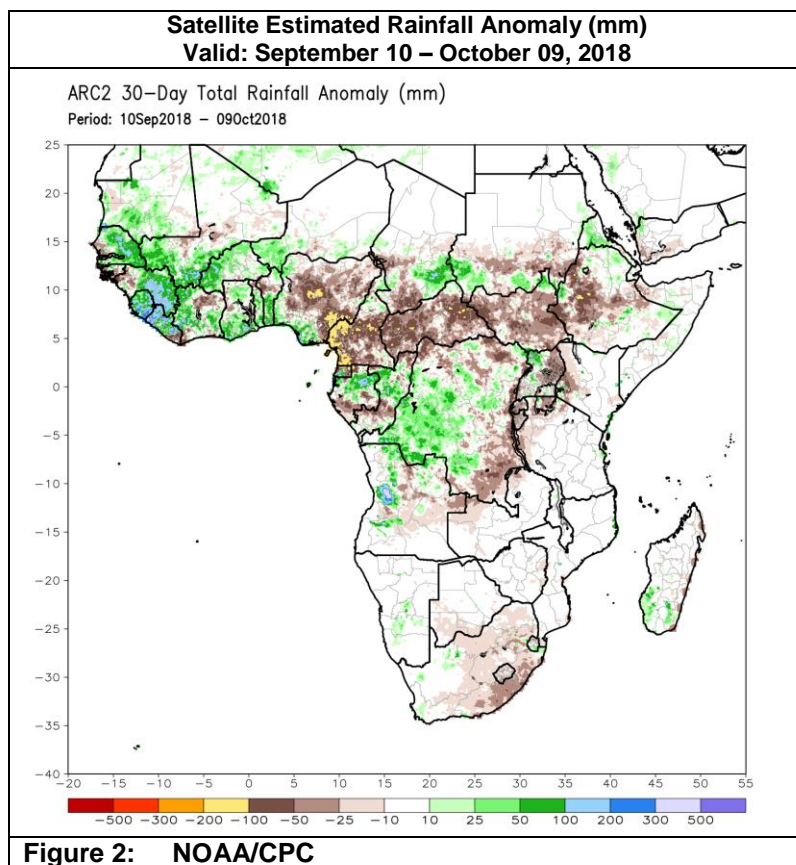 Satellite Estimated Rainfall Anomaly (mm)
Valid: September 10 – October 09, 2018
ARC2 30-Day Total Rainfall Anomaly (mm)
Period: 10Sep2018 – 09Oct2018
25
20
15
10
5
0
-5
-10
-15
-20
-25
-30
-35
-40
-20 -15 -10 -5 0 5 10 15 20 25 30 35 40 45 50 55
-500 -300 -200 -100 -50 -25 -10 10 25 50 100 200 300 500
Figure 2: NOAA/CPC